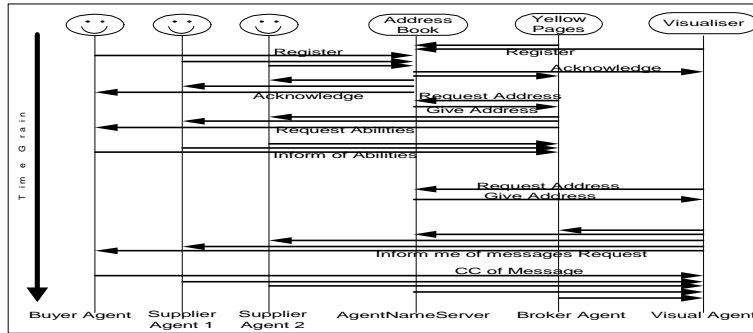 Address
Book
Yellow
Pages
Visualiser
Register
Register
Acknowledge
Acknowledge
Request Address
Give Address
Request Abilities
Inform of Abilities
Request Address
Give Address
Inform me of messages Request
CC of Message
Time Grain
Buyer Agent
Supplier
Agent 1
Supplier
Agent 2
AgentNameServer
Broker Agent
Visual Agent